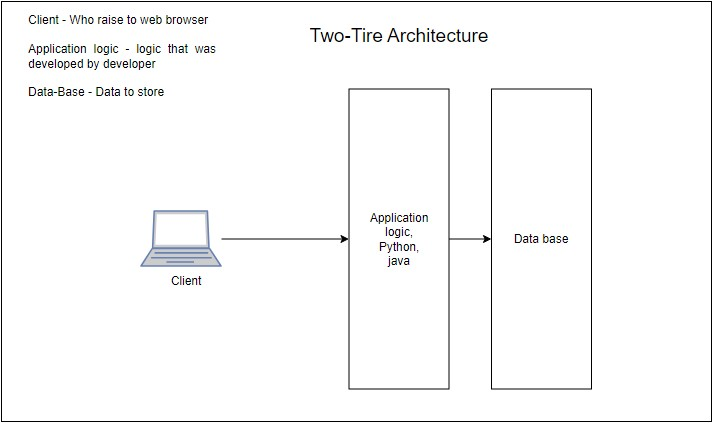 Client - Who raise to web browser
Application logic - logic that was
developed by developer
Data-Base - Data to store
Two-Tire Architecture
Client
Application
logic,
Python,
java
Data base